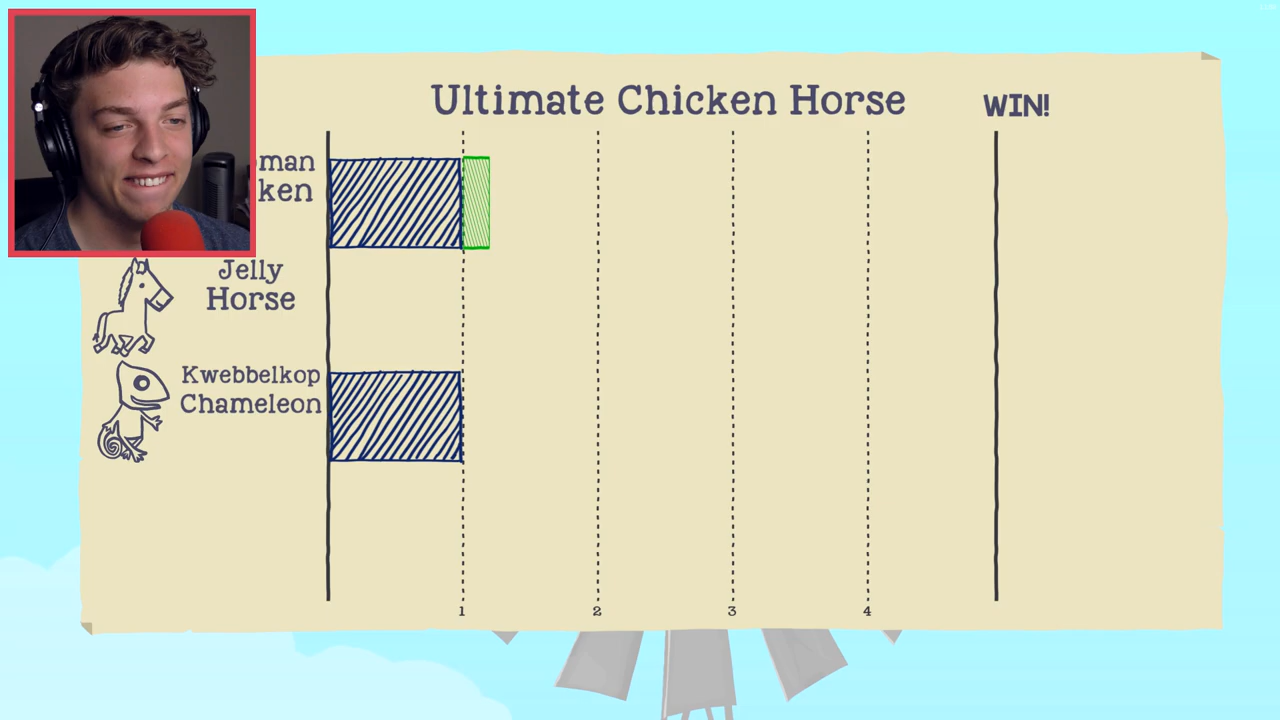 Ultimate Chicken Horse
WIN!
man
ken
Jelly
Horse
Kwebbelkop
Chameleon
1 2 3 4